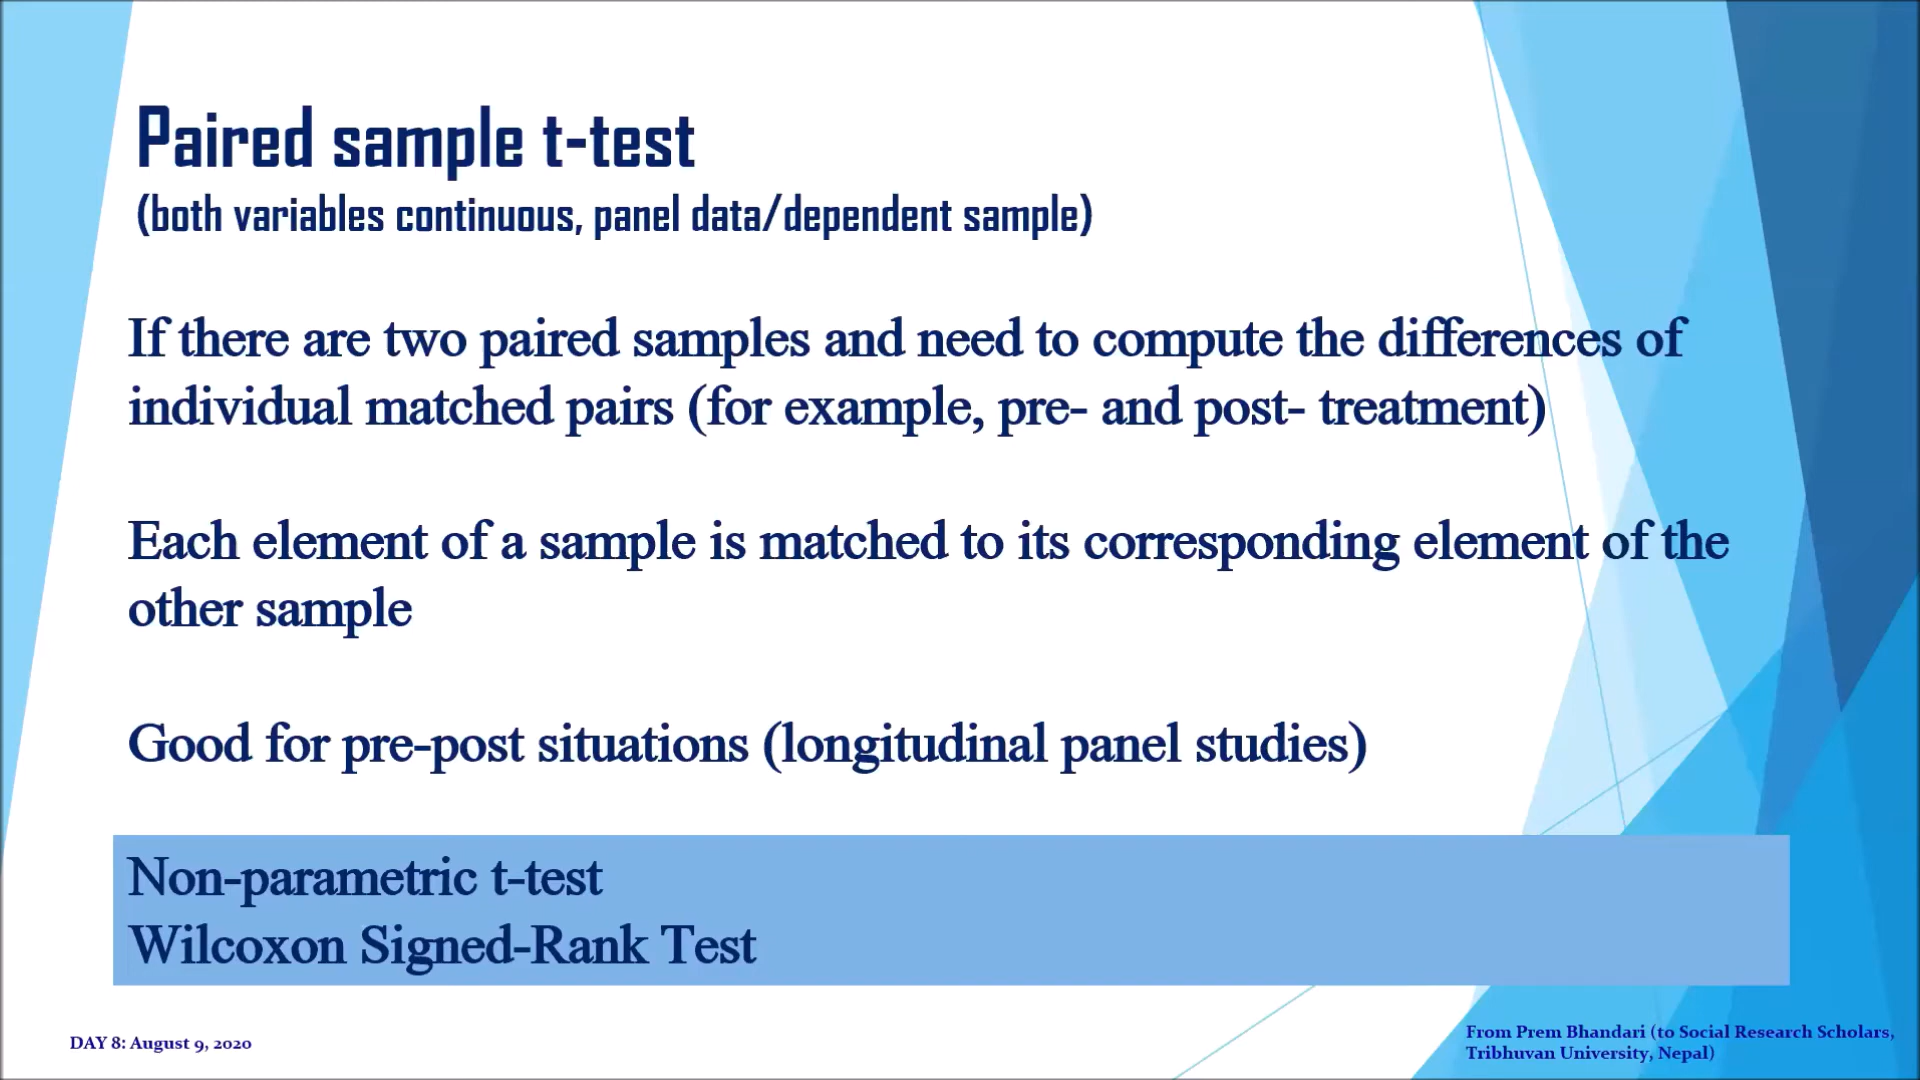 Paired sample t-test
(both variables continuous, panel data/dependent sample)
If there are two paired samples and need to compute the differences of
individual matched pairs (for example, pre- and post- treatment)
Each element of a sample is matched to its corresponding element of the
other sample
Good for pre-post situations (longitudinal panel studies)
Non-parametric t-test
Wilcoxon Signed-Rank Test
DAY 8: August 9, 2020
From Prem Bhandari (to Social Research Scholars,
Tribhuvan University, Nepal)